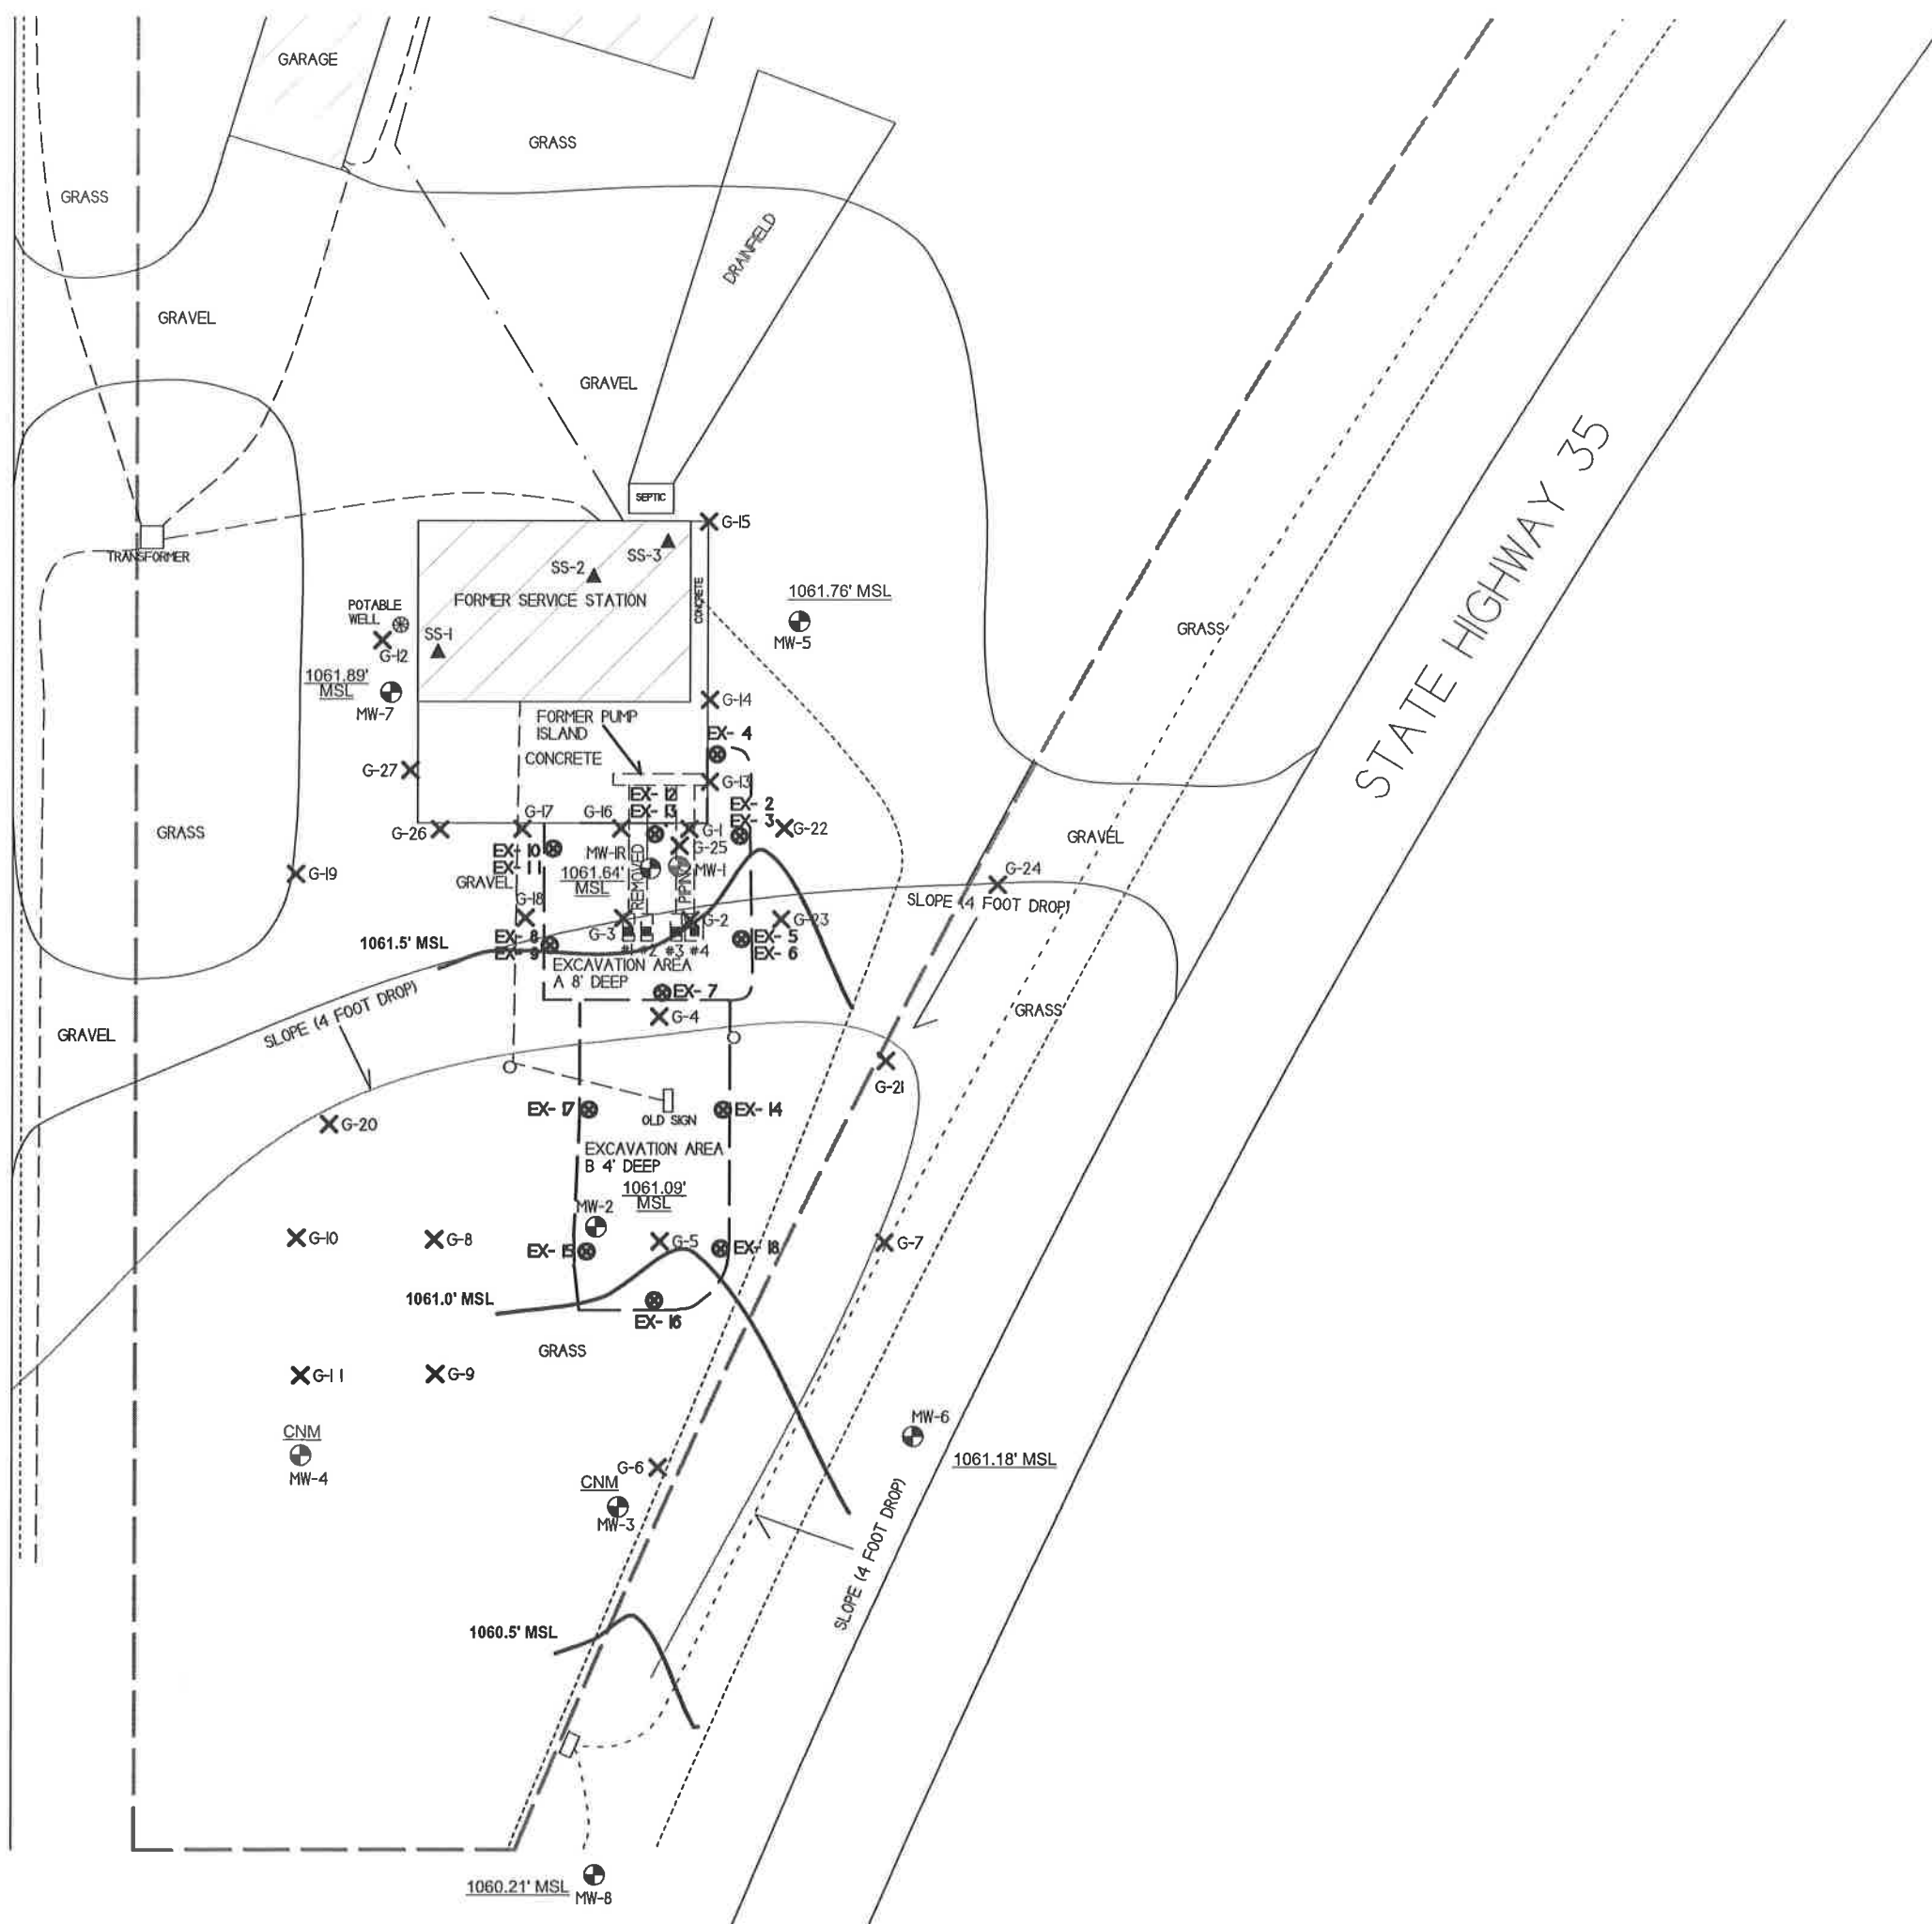 GARAGE
GRASS
GRASS
DRAINFIELD
GRAVEL
GRAVEL
STATE HIGHWAY 35
SEPTIC
G-15
TRANSFORMER
SS-3
SS-2
CONCRETE
1061.76' MSL
MW-5
POTABLE
WELL
FORMER SERVICE STATION
SS-1
G-12
GRASS
1061.89'
MSL
MW-7
G-14
FORMER PUMP
ISLAND
EX- 4
CONCRETE
G-27
G-13
EX- 12
EX- 13
EX- 2
EX- 3
GRASS
G-26
G-17
G-16
G-1
G-22
GRAVEL
EX- 10
EX- 11
MW-1R
G-25
REMOVED
PIPING
MW-1
1061.64'
MSL
G-19
GRAVEL
G-24
SLOPE (4 FOOT DROP)
G-18
G-3
G-2
G-23
EX- 8
EX- 9
#1
#2
#3
#4
EX- 5
EX- 6
1061.5' MSL
EXCAVATION AREA
A 8' DEEP
EX- 7
G-4
SLOPE (4 FOOT DROP)
GRAVEL
GRASS
G-21
EX- 17
EX- 14
OLD SIGN
G-20
EXCAVATION AREA
B 4' DEEP
1061.09'
MSL
MW-2
G-10
G-8
EX- 15
G-5
EX- 18
G-7
1061.0' MSL
EX- 16
GRASS
G-11
G-9
CNM
MW-4
MW-6
1061.18' MSL
G-6
CNM
MW-3
SLOPE (4 FOOT DROP)
1060.5' MSL
1060.21' MSL
MW-8